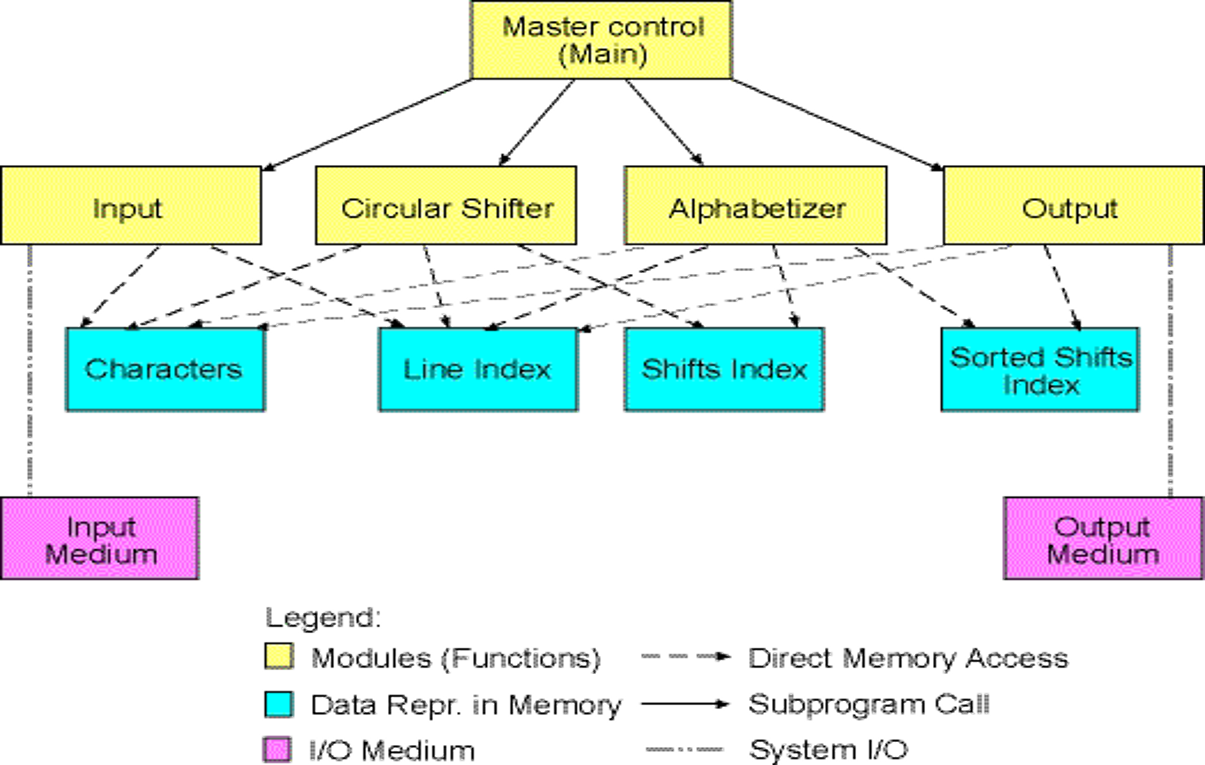 Master control
(Main)
Input
Circular Shifter
Alphabetizer
Output
Characters
Line Index
Shifts Index
Sorted Shifts
Index
Input
Medium
Output
Medium
Legend:
Modules (Functions)
Direct Memory Access
Data Repr. in Memory
Subprogram Call
I/O Medium
System I/O